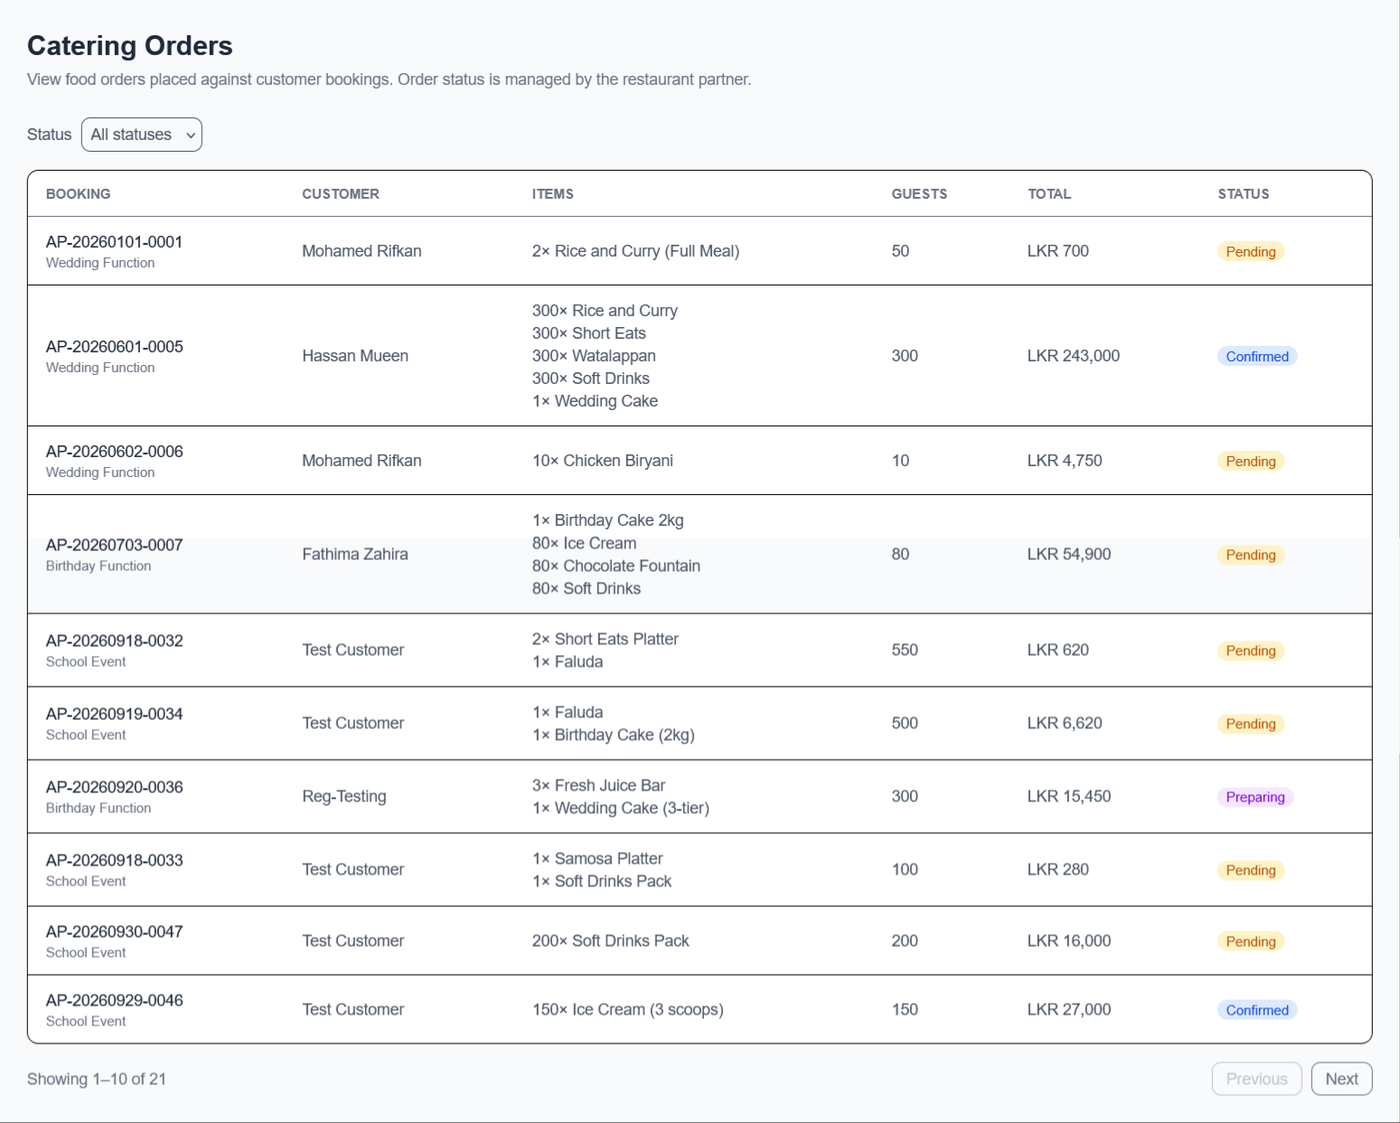 Catering Orders
View food orders placed against customer bookings. Order status is managed by the restaurant partner.
Status All statuses
BOOKING CUSTOMER ITEMS GUESTS TOTAL STATUS
AP-20260101-0001
Wedding Function
Mohamed Rifkan
2× Rice and Curry (Full Meal)
50
LKR 700
Pending
AP-20260601-0005
Wedding Function
Hassan Mueen
300× Rice and Curry
300× Short Eats
300× Watalappan
300× Soft Drinks
1× Wedding Cake
300
LKR 243,000
Confirmed
AP-20260602-0006
Wedding Function
Mohamed Rifkan
10× Chicken Biryani
10
LKR 4,750
Pending
AP-20260703-0007
Birthday Function
Fathima Zahira
1× Birthday Cake 2kg
80× Ice Cream
80× Chocolate Fountain
80× Soft Drinks
80
LKR 54,900
Pending
AP-20260918-0032
School Event
Test Customer
2× Short Eats Platter
1× Faluda
550
LKR 620
Pending
AP-20260919-0034
School Event
Test Customer
1× Faluda
1× Birthday Cake (2kg)
500
LKR 6,620
Pending
AP-20260920-0036
Birthday Function
Reg-Testing
3× Fresh Juice Bar
1× Wedding Cake (3-tier)
300
LKR 15,450
Preparing
AP-20260918-0033
School Event
Test Customer
1× Samosa Platter
1× Soft Drinks Pack
100
LKR 280
Pending
AP-20260930-0047
School Event
Test Customer
200× Soft Drinks Pack
200
LKR 16,000
Pending
AP-20260929-0046
School Event
Test Customer
150× Ice Cream (3 scoops)
150
LKR 27,000
Confirmed
Showing 1–10 of 21
Previous Next